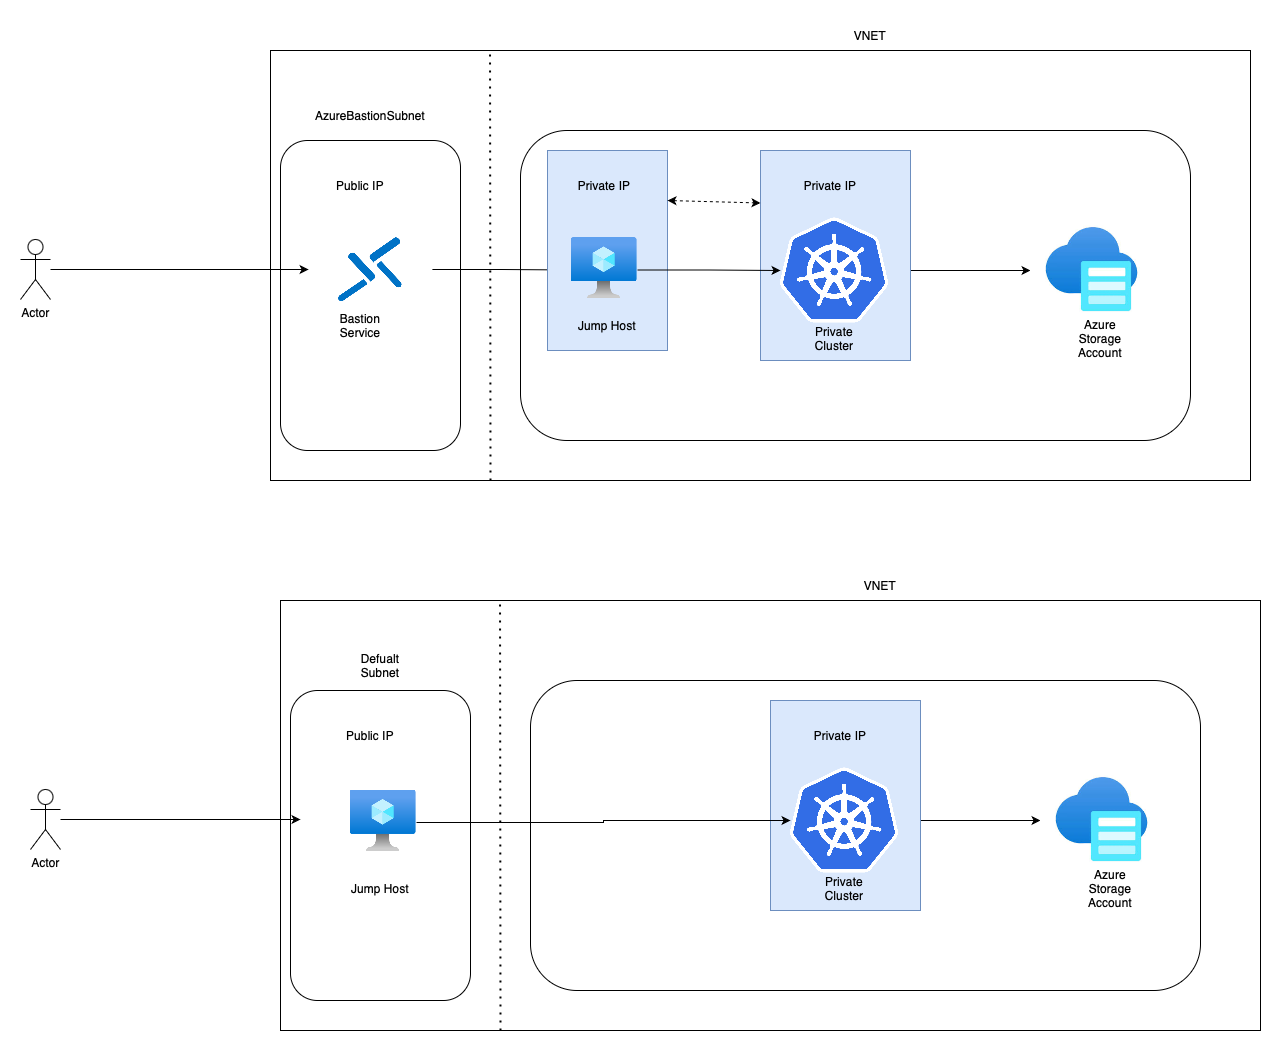 VNET
AzureBastionSubnet
Public IP
Private IP
Private IP
Actor
Bastion
Service
Jump Host
Private
Cluster
Azure
Storage
Account
VNET
Defualt
Subnet
Public IP
Private IP
Actor
Jump Host
Private
Cluster
Azure
Storage
Account